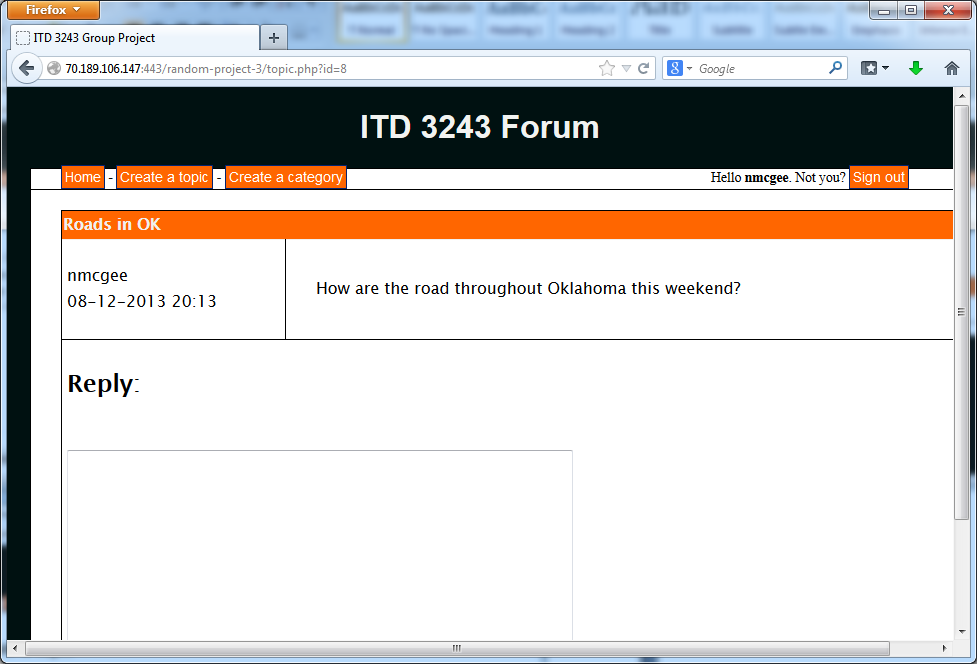 Firefox
ITD 3243 Group Project
70.189.106.147:443/random-project-3/topic.php?id=8
Google
ITD 3243 Forum
Home - Create a topic - Create a category
Hello nmcgee. Not you? Sign out
Roads in OK
nmcgee
08-12-2013 20:13
How are the road throughout Oklahoma this weekend?
Reply: